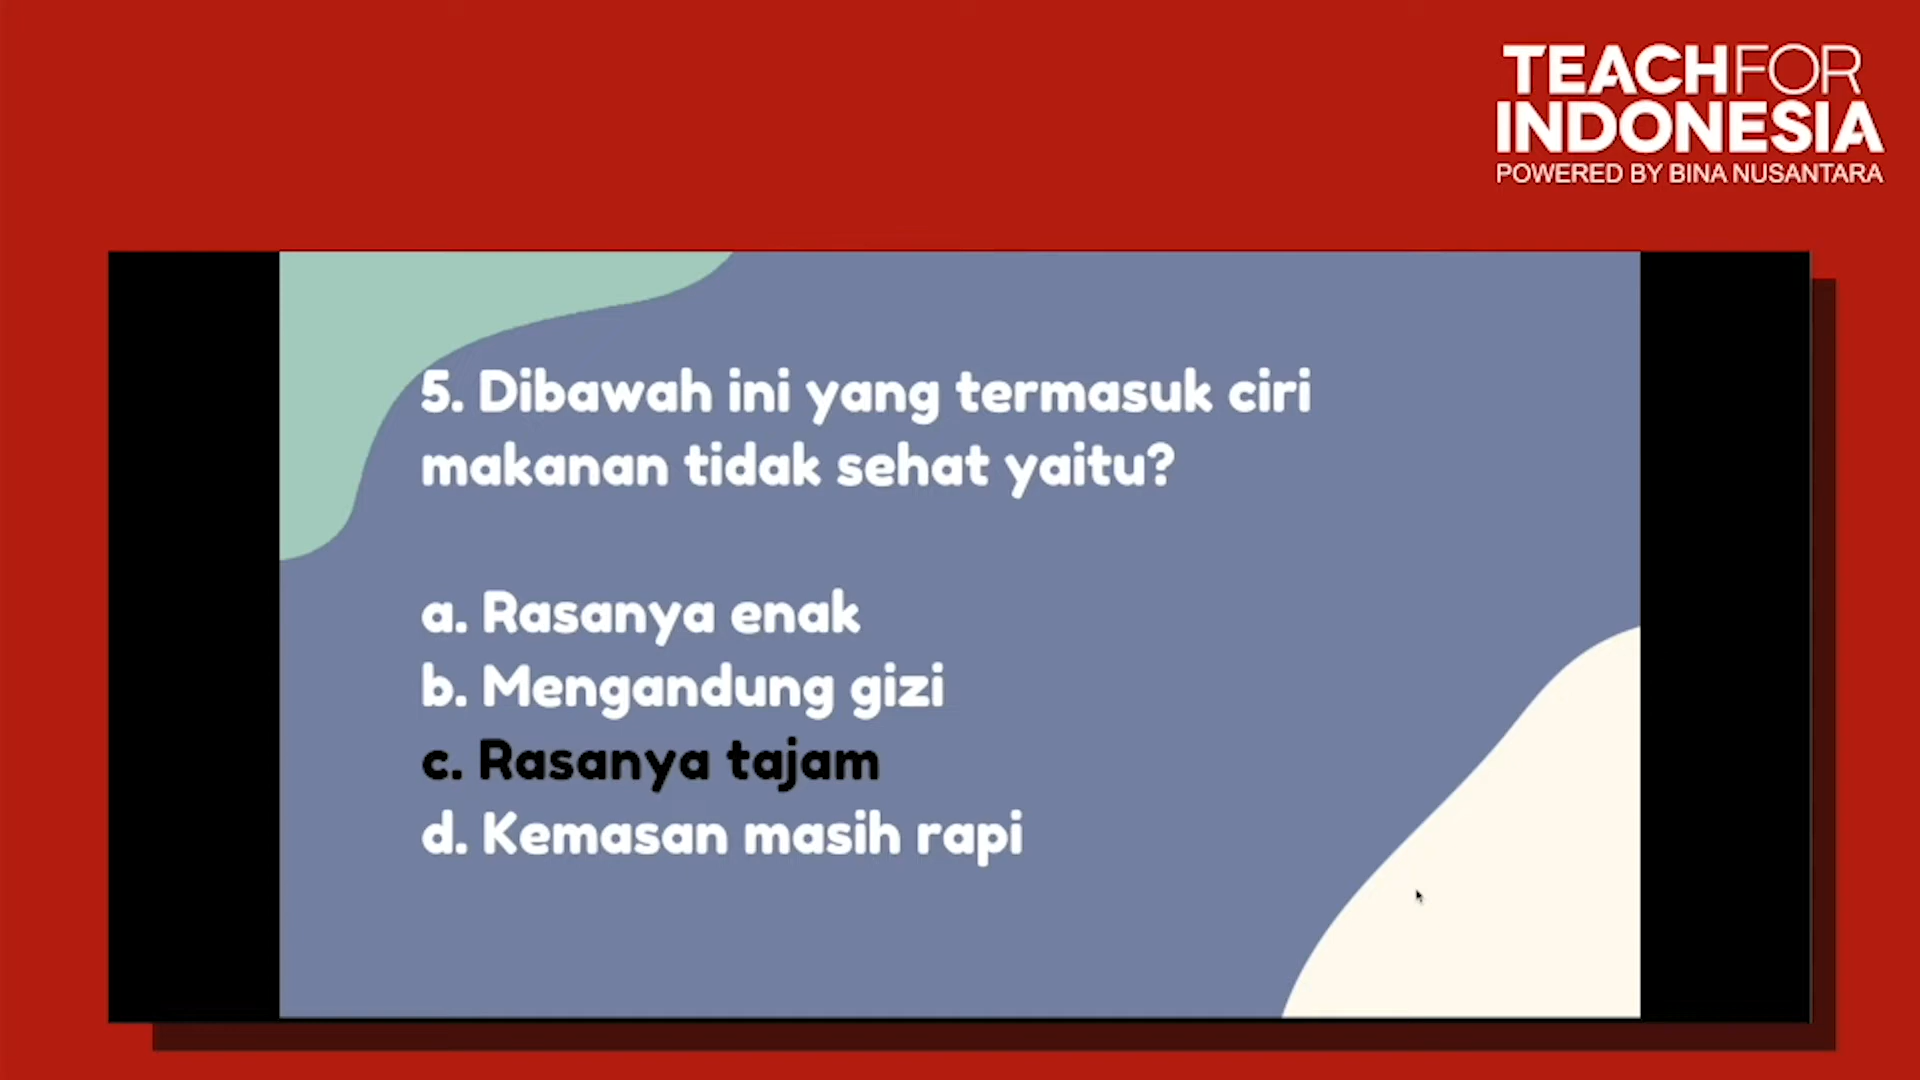 TEACHFOR
INDONESIA
POWERED BY BINA NUSANTARA
5. Dibawah ini yang termasuk ciri
makanan tidak sehat yaitu?
a. Rasanya enak
b. Mengandung gizi
c. Rasanya tajam
d. Kemasan masih rapi